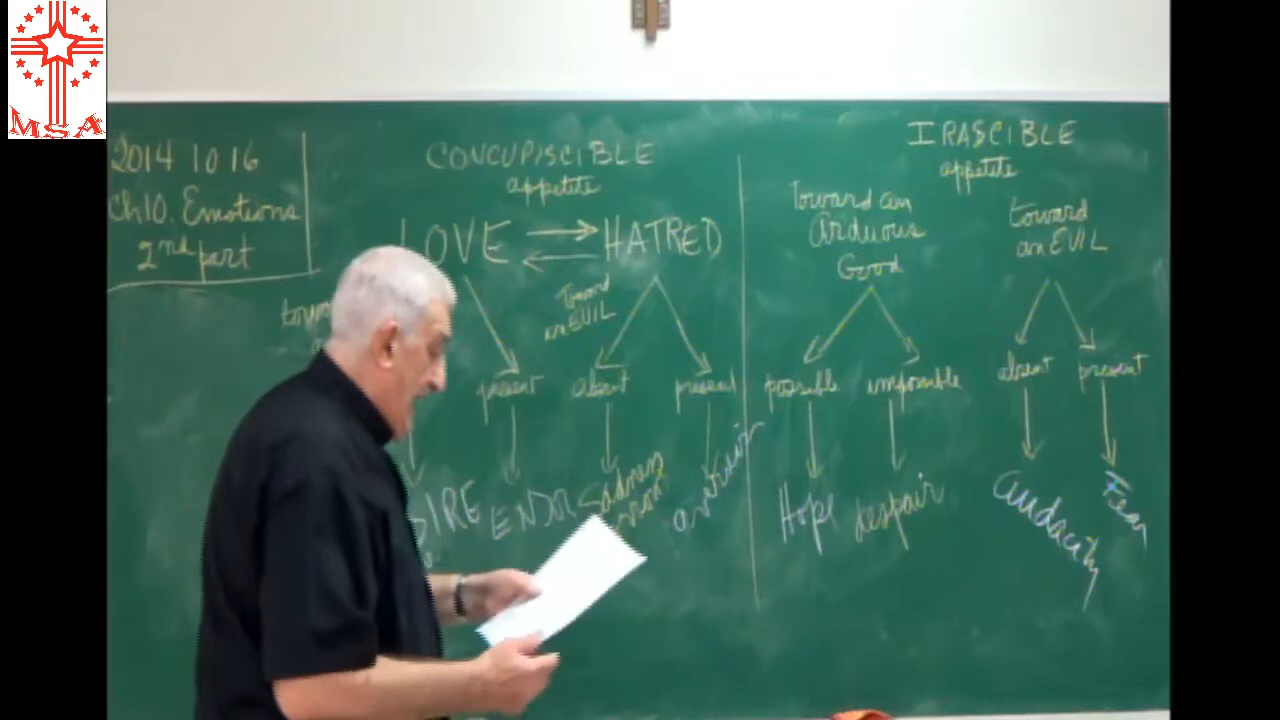 MSA
2014 10 16
Ch10. Emotions
2nd part
CONCUPISCIBLE
appetite
LOVE HATRED
Toward
an EVIL
present absent present
ENJOY Sadness aversion
IRASCIBLE
appetite
Toward an
Arduous
Good
toward
an EVIL
possible impossible absent present
Hope despair audacity Fear